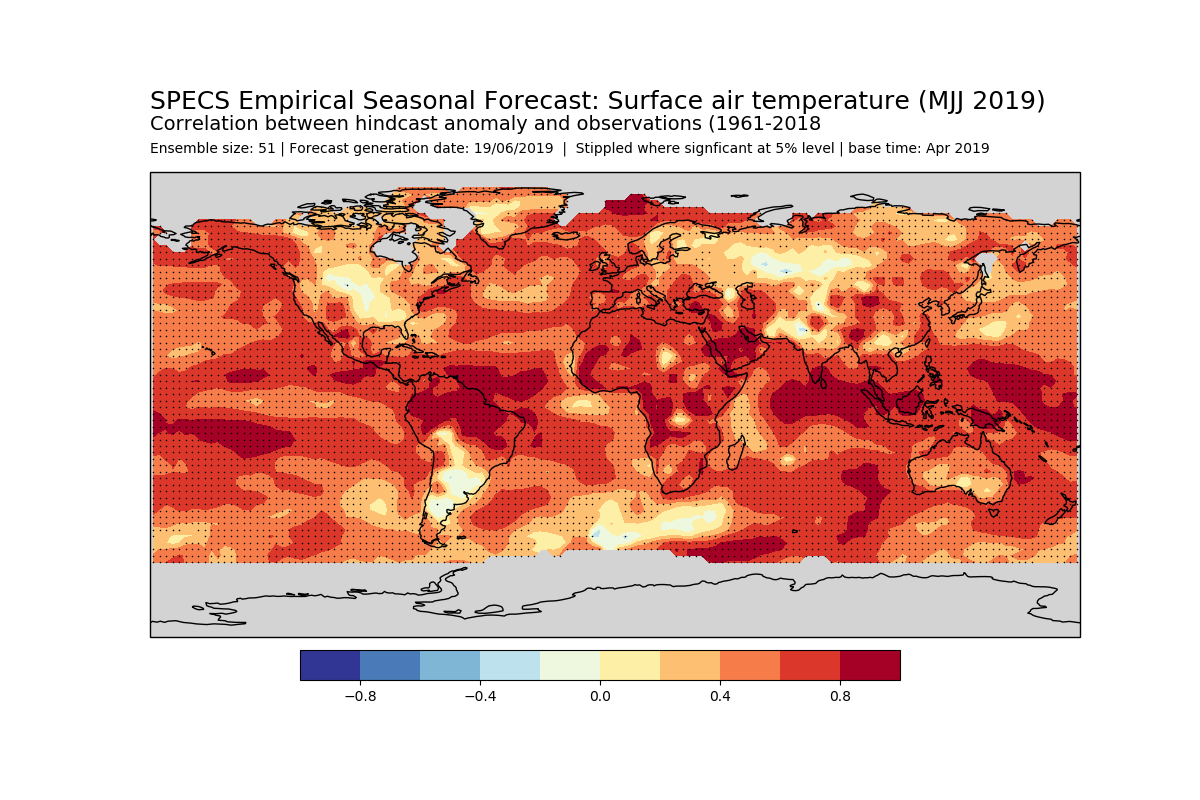 SPECS Empirical Seasonal Forecast: Surface air temperature (MJJ 2019)
Correlation between hindcast anomaly and observations (1961-2018
Ensemble size: 51 | Forecast generation date: 19/06/2019  |  Stippled where signficant at 5% level | base time: Apr 2019
−0.8 −0.4 0.0 0.4 0.8